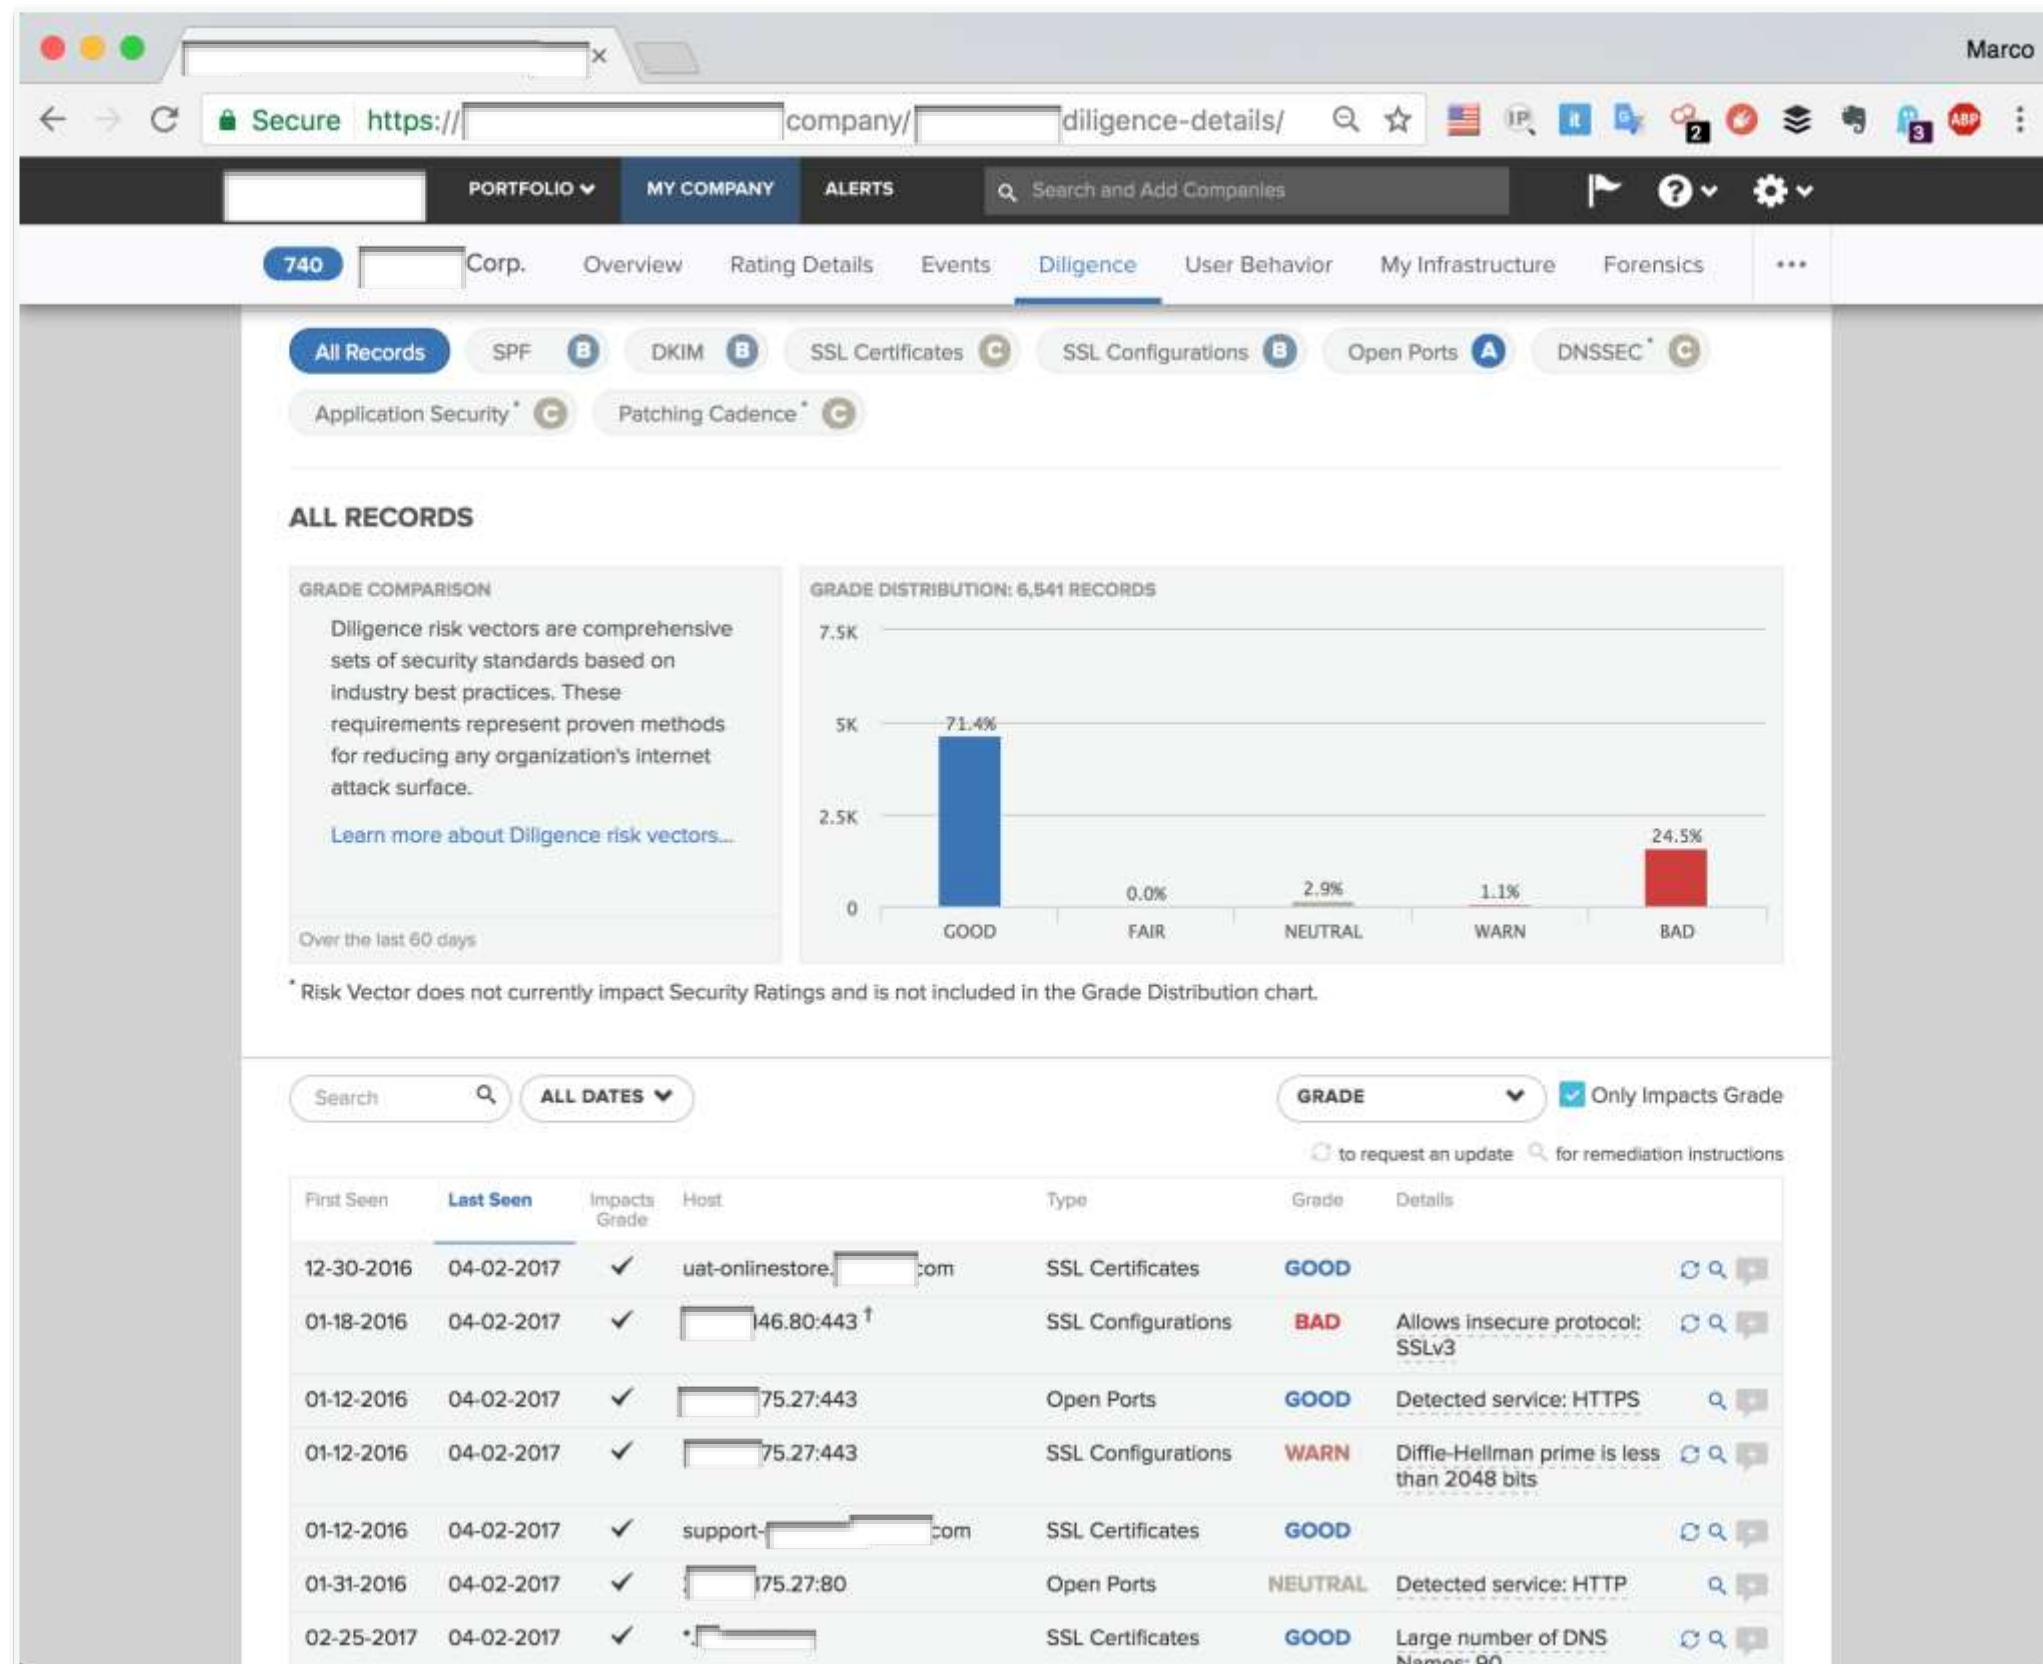 Marco
Secure https:// company/ diligence-details/
2
3
ABP
PORTFOLIO MY COMPANY ALERTS Search and Add Companies
740 Corp. Overview Rating Details Events Diligence User Behavior My Infrastructure Forensics ...
All Records SPF B DKIM B SSL Certificates C SSL Configurations B Open Ports A DNSSEC* C
Application Security* C Patching Cadence* C
ALL RECORDS
GRADE COMPARISON
Diligence risk vectors are comprehensive
sets of security standards based on
industry best practices. These
requirements represent proven methods
for reducing any organization's internet
attack surface.
Learn more about Diligence risk vectors...
Over the last 60 days
GRADE DISTRIBUTION: 6,541 RECORDS
7.5K
5K
2.5K
0
71.4%
0.0%
2.9%
1.1%
24.5%
GOOD FAIR NEUTRAL WARN BAD
* Risk Vector does not currently impact Security Ratings and is not included in the Grade Distribution chart.
Search ALL DATES GRADE Only Impacts Grade
to request an update for remediation instructions
First Seen Last Seen Impacts Grade Host Type Grade Details
12-30-2016 04-02-2017 uat-onlinestore. com SSL Certificates GOOD
01-18-2016 04-02-2017 46.80:443 † SSL Configurations BAD Allows insecure protocol:
SSLv3
01-12-2016 04-02-2017 75.27:443 Open Ports GOOD Detected service: HTTPS
01-12-2016 04-02-2017 75.27:443 SSL Configurations WARN Diffie-Hellman prime is less
than 2048 bits
01-12-2016 04-02-2017 support- com SSL Certificates GOOD
01-31-2016 04-02-2017 175.27:80 Open Ports NEUTRAL Detected service: HTTP
02-25-2017 04-02-2017 *. SSL Certificates GOOD Large number of DNS
Names: 90